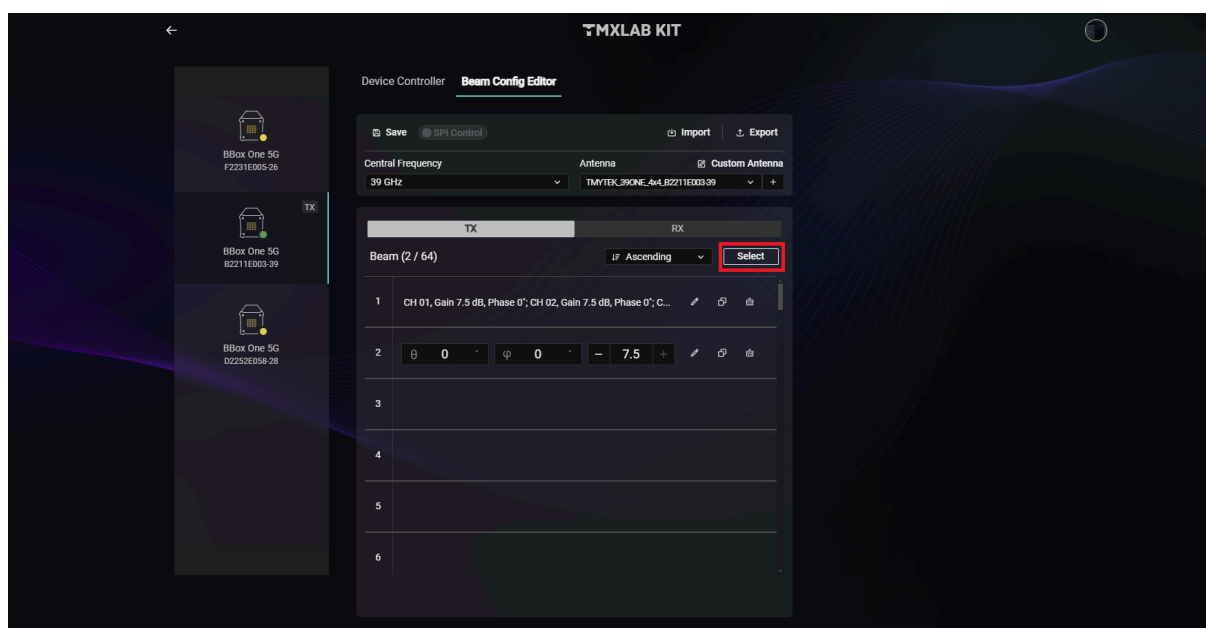 TMXLAB KIT
Device Controller Beam Config Editor
BBox One 5G
F2231E005-26
TX
BBox One 5G
B2211E003-39
BBox One 5G
D2252E058-28
Save SPI Control Import Export
Central Frequency Antenna Custom Antenna
39 GHz TMYTEK_39ONE_4x4_B2211E003-39 +
TX RX
Beam (2 / 64) Ascending Select
1 CH 01, Gain 7.5 dB, Phase 0°; CH 02, Gain 7.5 dB, Phase 0°; C...
2 θ 0 ° φ 0 ° − 7.5 +
3
4
5
6